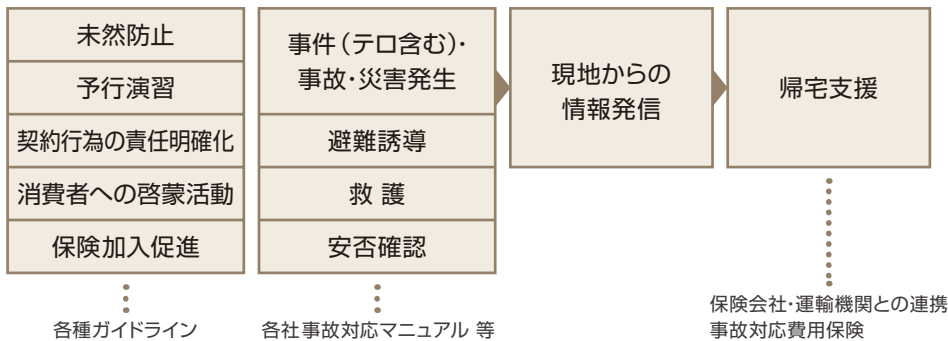 未然防止
予行演習
契約行為の責任明確化
消費者への啓蒙活動
保険加入促進
各種ガイドライン
事件（テロ含む）・
事故・災害発生
避難誘導
救 護
安否確認
各社事故対応マニュアル 等
現地からの
情報発信
帰宅支援
保険会社・運輸機関との連携
事故対応費用保険